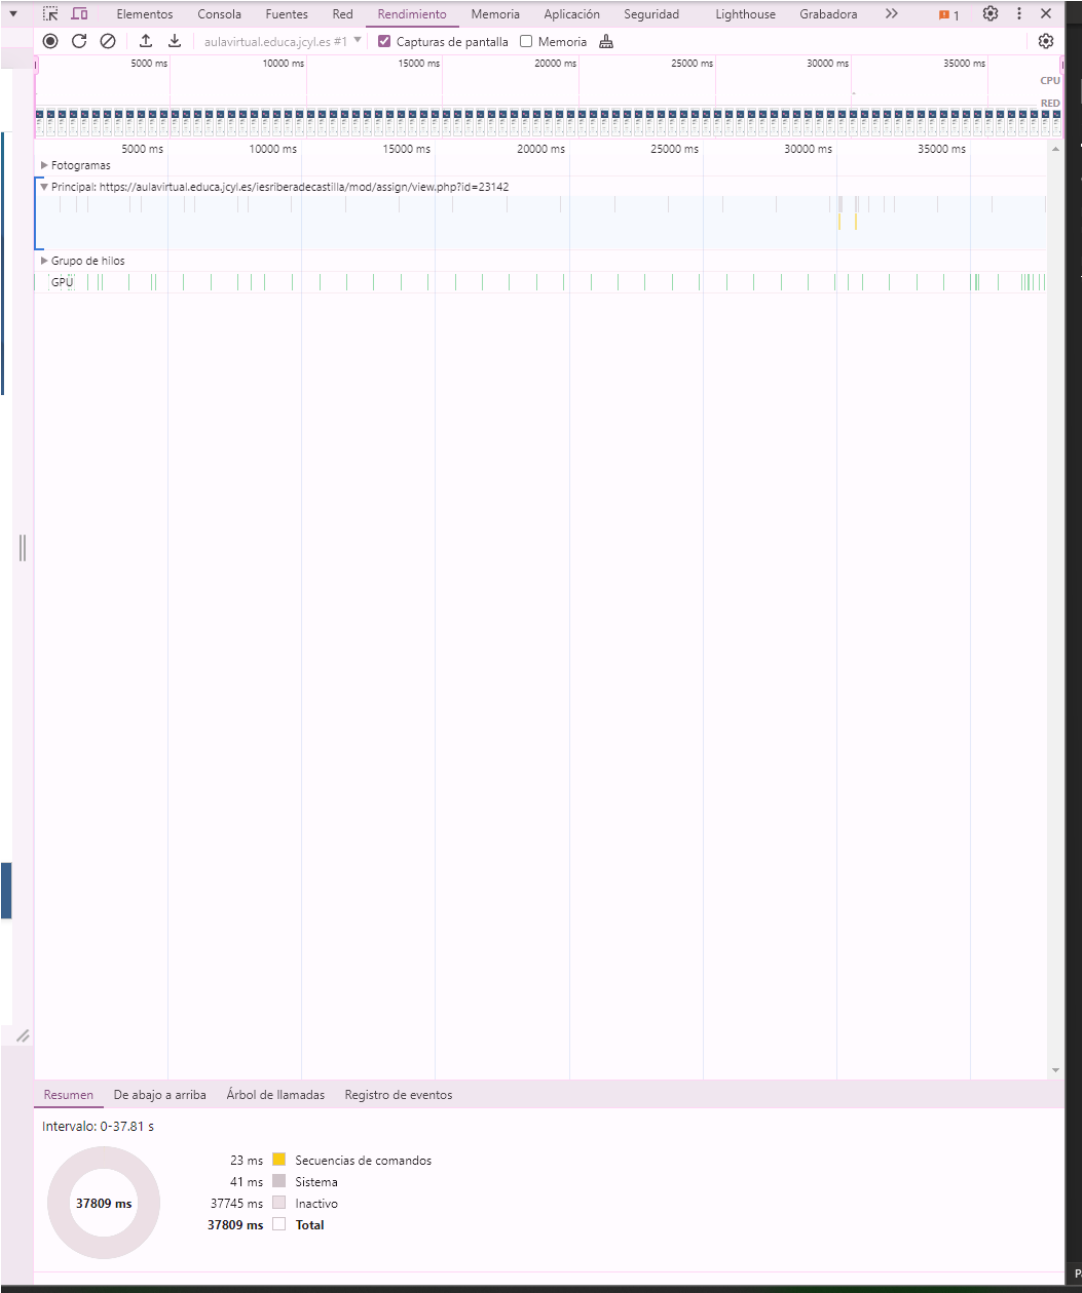 Elementos Consola Fuentes Red Rendimiento Memoria Aplicación Seguridad Lighthouse Grabadora 1
aulavirtual.educa.jcyl.es #1 Capturas de pantalla Memoria
5000 ms 10000 ms 15000 ms 20000 ms 25000 ms 30000 ms 35000 ms
CPU
RED
5000 ms 10000 ms 15000 ms 20000 ms 25000 ms 30000 ms 35000 ms
Fotogramas
Principal: https://aulavirtual.educa.jcyl.es/iesriberadecastilla/mod/assign/view.php?id=23142
Grupo de hilos
GPU
Resumen De abajo a arriba Árbol de llamadas Registro de eventos
Intervalo: 0-37.81 s
23 ms Secuencias de comandos
41 ms Sistema
37809 ms
37745 ms Inactivo
37809 ms Total